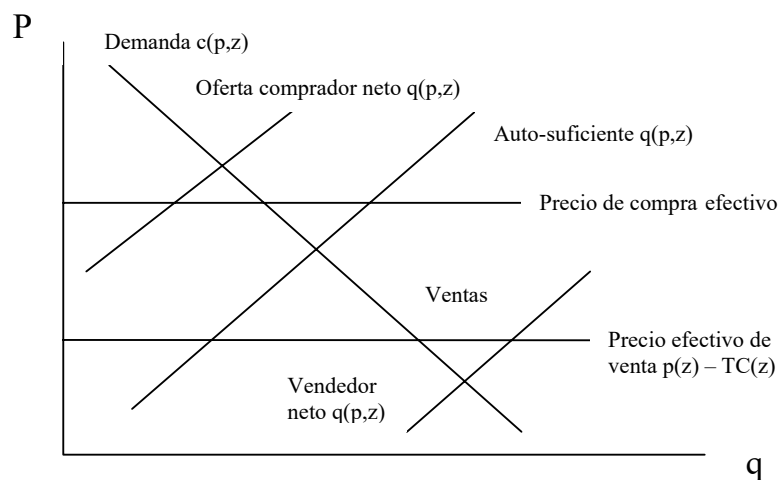 P
Demanda c(p,z)
Oferta comprador neto q(p,z)
Auto-suficiente q(p,z)
Precio de compra efectivo
Ventas
Precio efectivo de
venta p(z) – TC(z)
Vendedor
neto q(p,z)
q